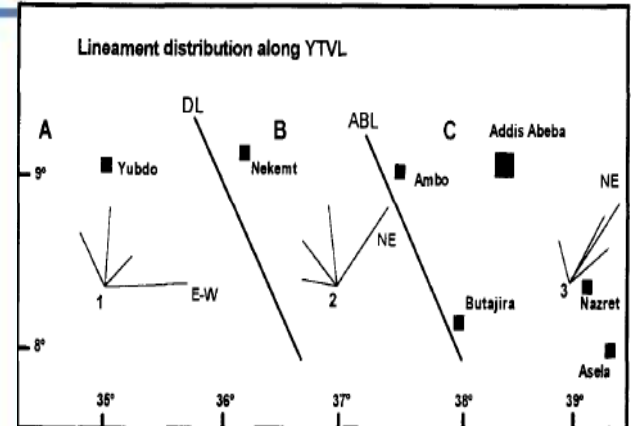 Lineament distribution along YTVL
DL
A
B
ABL
C
Addis Abeba
9°
Yubdo
Nekemt
Ambo
NE
NE
1
E-W
2
3
Butajira
Nazret
8°
Asela
35°
36°
37°
38°
39°